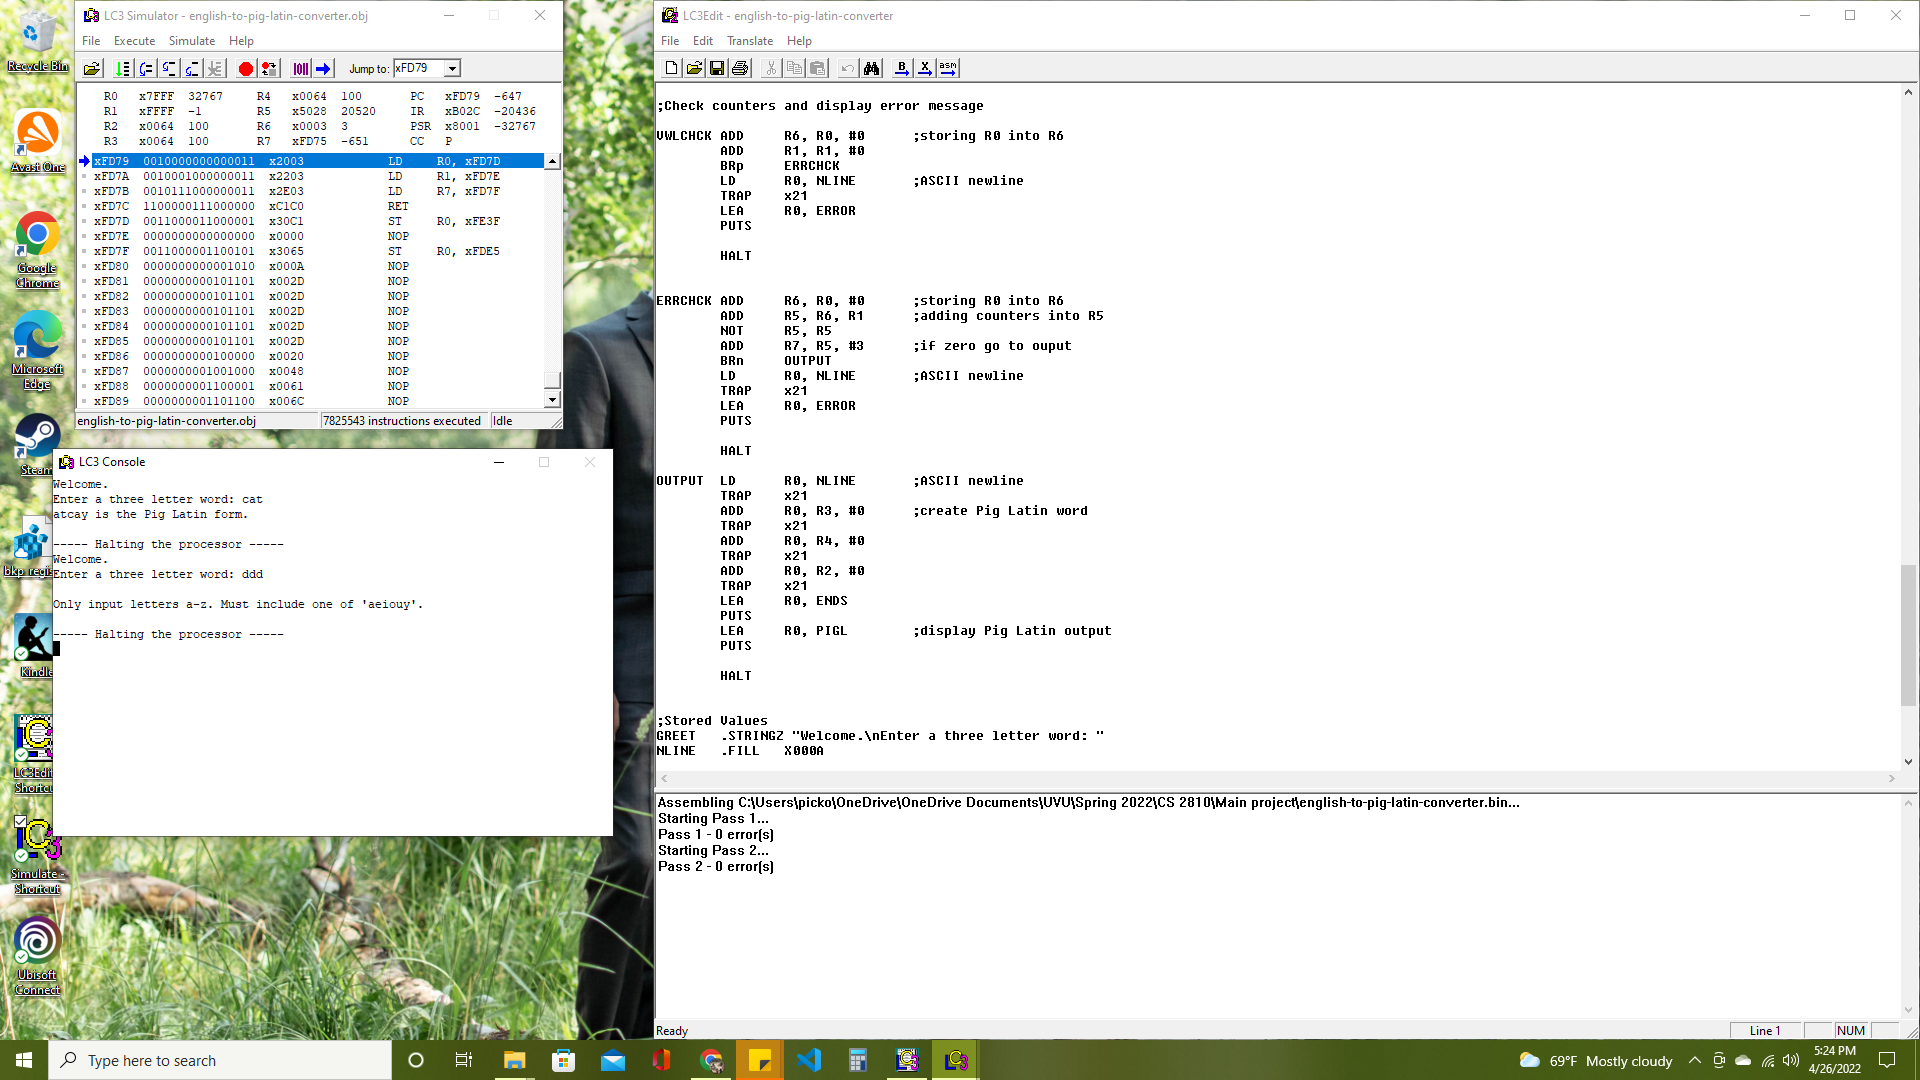 Recycle Bin
Avast One
Google
Chrome
Microsoft
Edge
Steam
Kindle
LC3Edit
Simulate -
Shortcut
Ubisoft
Connect
LC3 Simulator - english-to-pig-latin-converter.obj
File Execute Simulate Help
Jump to: xFD79
R0 x7FFF 32767 R4 x0064 100 PC xFD79 -647
R1 xFFFF -1 R5 x5028 20520 IR xB02C -20436
R2 x0064 100 R6 x0003 3 PSR x8001 -32767
R3 x0064 100 R7 xFD75 -651 CC P
xFD79 0010000000000011 x2003 LD R0, xFD7D
xFD7A 0010001000000011 x2203 LD R1, xFD7E
xFD7B 0010111000000011 x2E03 LD R7, xFD7F
xFD7C 1100000111000000 xC1C0 RET
xFD7D 0011000011000001 x30C1 ST R0, xFE3F
xFD7E 0000000000000000 x0000 NOP
xFD7F 0011000001100101 x3065 ST R0, xFDE5
xFD80 0000000000001010 x000A NOP
xFD81 0000000000101101 x002D NOP
xFD82 0000000000101101 x002D NOP
xFD83 0000000000101101 x002D NOP
xFD84 0000000000101101 x002D NOP
xFD85 0000000000101101 x002D NOP
xFD86 0000000000100000 x0020 NOP
xFD87 0000000001001000 x0048 NOP
xFD88 0000000001100001 x0061 NOP
xFD89 0000000001101100 x006C NOP
english-to-pig-latin-converter.obj 7825543 instructions executed Idle
LC3 Console
Welcome.
Enter a three letter word: cat
atcay is the Pig Latin form.
----- Halting the processor -----
Welcome.
Enter a three letter word: ddd
Only input letters a-z. Must include one of 'aeiouy'.
----- Halting the processor -----
LC3Edit - english-to-pig-latin-converter
File Edit Translate Help
B X asm
;Check counters and display error message
VWLCHCK ADD R6, R0, #0 ;storing R0 into R6
ADD R1, R1, #0
BRp ERRCHCK
LD R0, NLINE ;ASCII newline
TRAP x21
LEA R0, ERROR
PUTS
HALT
ERRCHCK ADD R6, R0, #0 ;storing R0 into R6
ADD R5, R6, R1 ;adding counters into R5
NOT R5, R5
ADD R7, R5, #3 ;if zero go to ouput
BRn OUTPUT
LD R0, NLINE ;ASCII newline
TRAP x21
LEA R0, ERROR
PUTS
HALT
OUTPUT LD R0, NLINE ;ASCII newline
TRAP x21
ADD R0, R3, #0 ;create Pig Latin word
TRAP x21
ADD R0, R4, #0
TRAP x21
ADD R0, R2, #0
TRAP x21
LEA R0, ENDS
PUTS
LEA R0, PIGL ;display Pig Latin output
PUTS
HALT
;Stored Values
GREET .STRINGZ "Welcome.\nEnter a three letter word: "
NLINE .FILL X000A
Assembling C:\Users\picko\OneDrive\OneDrive Documents\UVU\Spring 2022\CS 2810\Main project\english-to-pig-latin-converter.bin...
Starting Pass 1...
Pass 1 - 0 error(s)
Starting Pass 2...
Pass 2 - 0 error(s)
Ready Line 1 NUM
Type here to search
69°F Mostly cloudy
5:24 PM
4/26/2022